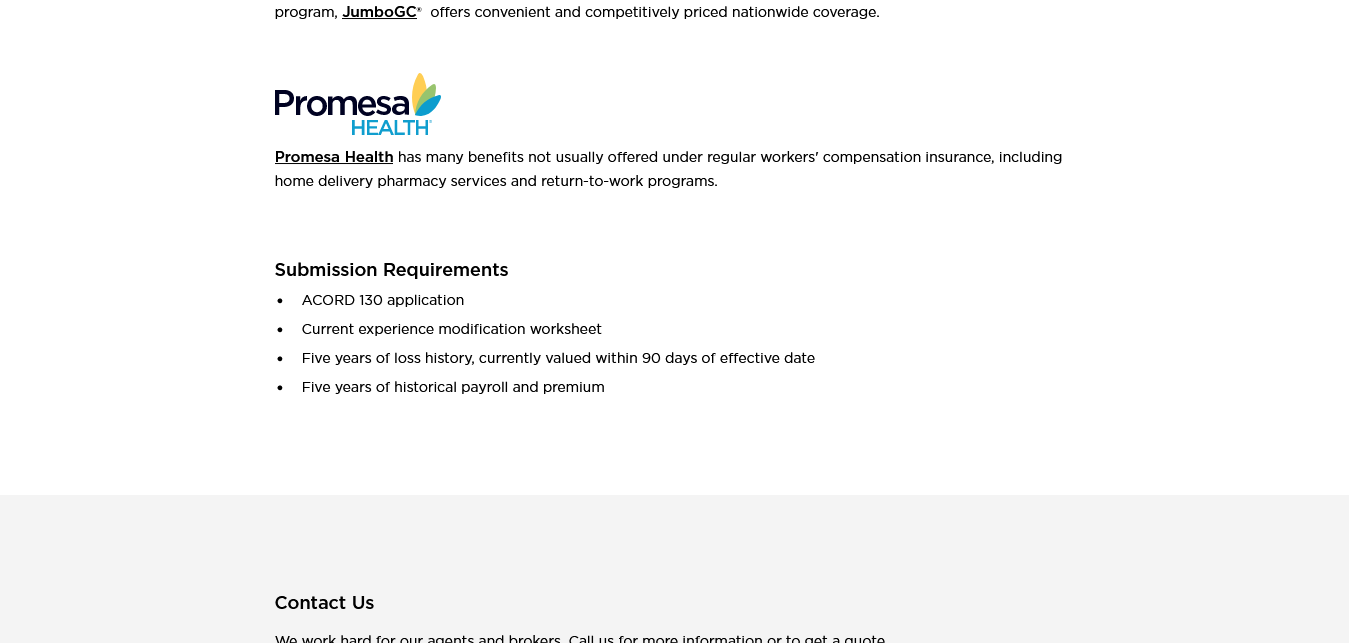 program, JumboGC® offers convenient and competitively priced nationwide coverage.
Promesa
HEALTH®
Promesa Health has many benefits not usually offered under regular workers' compensation insurance, including
home delivery pharmacy services and return-to-work programs.
Submission Requirements
• ACORD 130 application
• Current experience modification worksheet
• Five years of loss history, currently valued within 90 days of effective date
• Five years of historical payroll and premium
Contact Us
We work hard for our agents and brokers. Call us for more information or to get a quote.